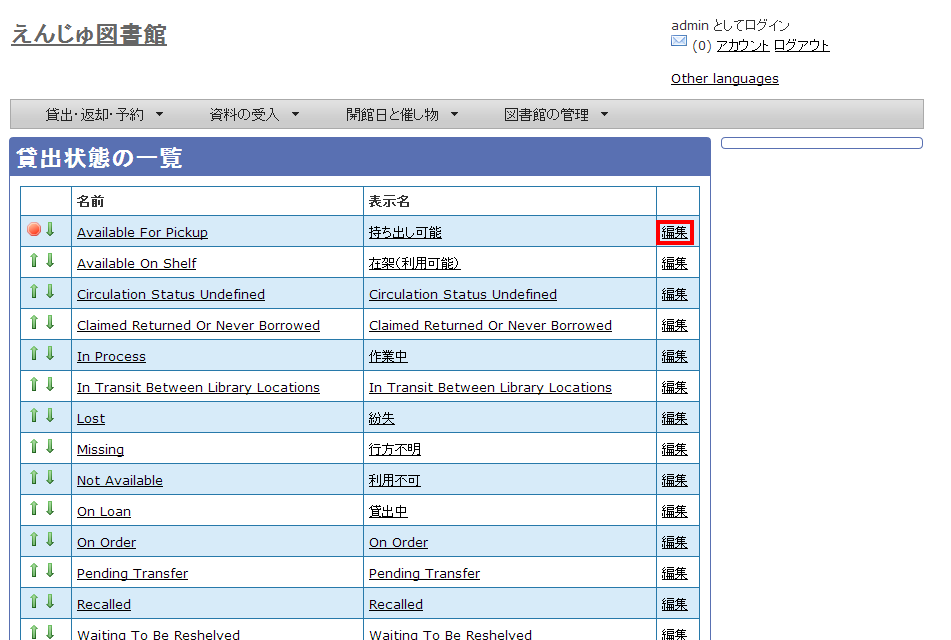 えんじゅ図書館
admin としてログイン
(0) アカウント ログアウト
Other languages
貸出・返却・予約 ▼ 資料の受入 ▼ 開館日と催し物 ▼ 図書館の管理 ▼
貸出状態の一覧
名前 表示名
Available For Pickup 持ち出し可能 編集
Available On Shelf 在架(利用可能) 編集
Circulation Status Undefined Circulation Status Undefined 編集
Claimed Returned Or Never Borrowed Claimed Returned Or Never Borrowed 編集
In Process 作業中 編集
In Transit Between Library Locations In Transit Between Library Locations 編集
Lost 紛失 編集
Missing 行方不明 編集
Not Available 利用不可 編集
On Loan 貸出中 編集
On Order On Order 編集
Pending Transfer Pending Transfer 編集
Recalled Recalled 編集
Waiting To Be Reshelved Waiting To Be Reshelved 編集